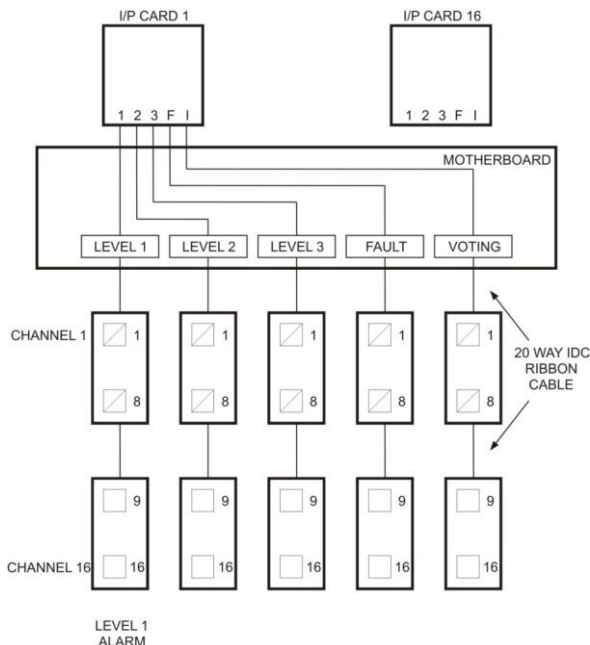 I/P CARD 1
I/P CARD 16
1 2 3 F I
1 2 3 F I
MOTHERBOARD
LEVEL 1
LEVEL 2
LEVEL 3
FAULT
VOTING
CHANNEL 1
1
1
1
1
1
20 WAY IDC
RIBBON
CABLE
8
8
8
8
8
9
9
9
9
9
CHANNEL 16
16
16
16
16
16
LEVEL 1
ALARM